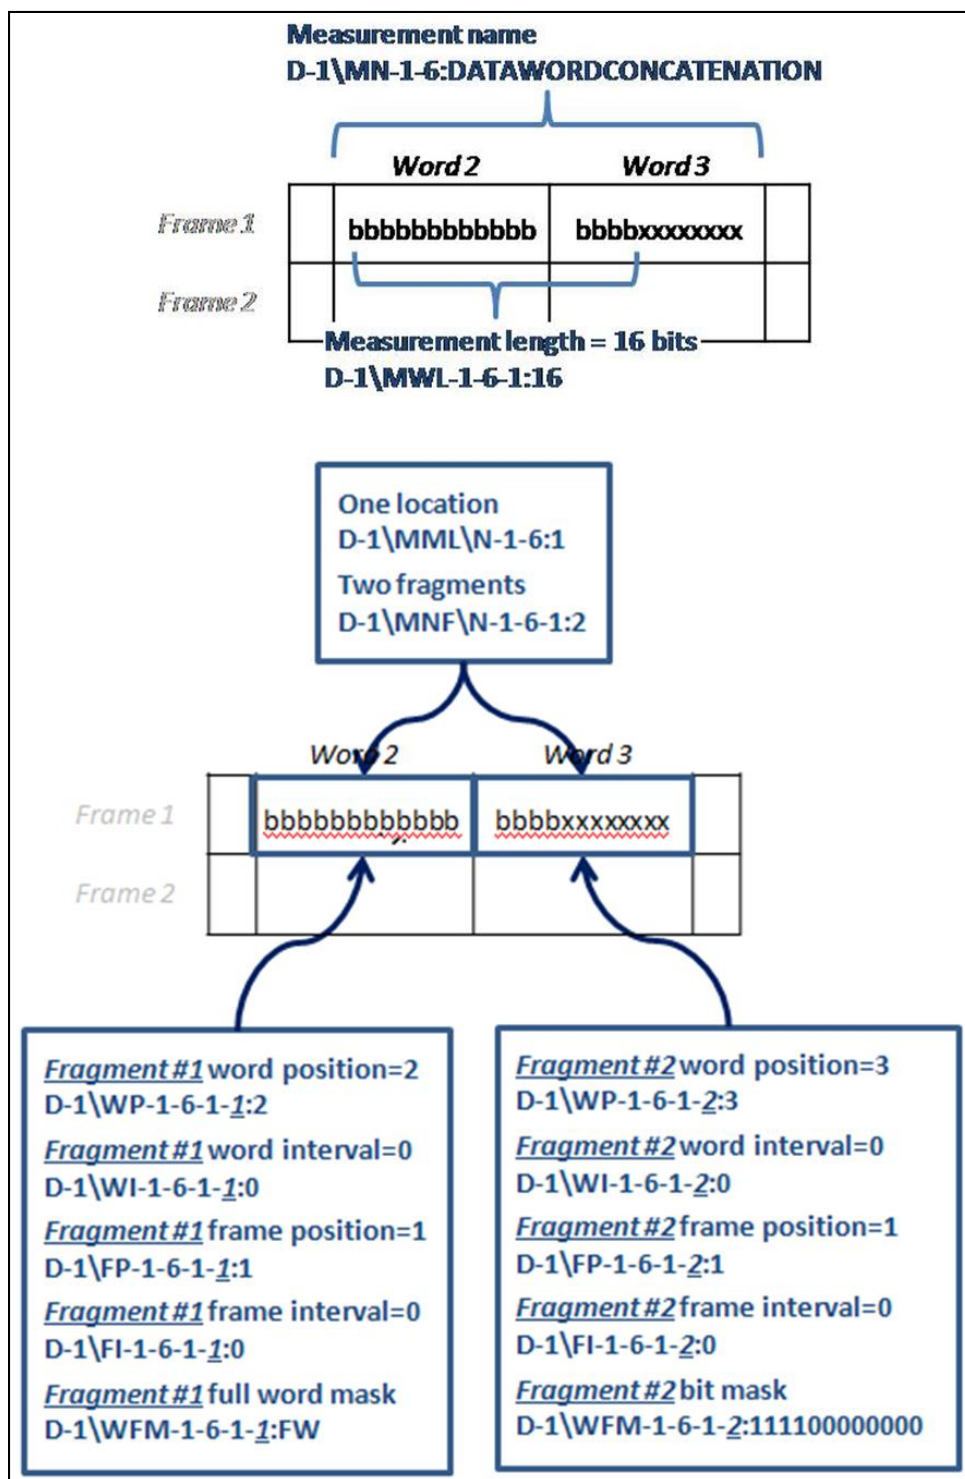 Measurement name
D-1\MN-1-6:DATAWORDCONCATENATION
Word 2 Word 3
Frame 1 bbbbbbbbbbbb bbbbxxxxxxxx
Frame 2
Measurement length = 16 bits
D-1\MWL-1-6-1:16
One location
D-1\MML\N-1-6:1
Two fragments
D-1\MNF\N-1-6-1:2
Word 2 Word 3
Frame 1 bbbbbbbbbbbb bbbbxxxxxxxx
Frame 2
Fragment #1 word position=2
D-1\WP-1-6-1-1:2
Fragment #1 word interval=0
D-1\WI-1-6-1-1:0
Fragment #1 frame position=1
D-1\FP-1-6-1-1:1
Fragment #1 frame interval=0
D-1\FI-1-6-1-1:0
Fragment #1 full word mask
D-1\WFM-1-6-1-1:FW
Fragment #2 word position=3
D-1\WP-1-6-1-2:3
Fragment #2 word interval=0
D-1\WI-1-6-1-2:0
Fragment #2 frame position=1
D-1\FP-1-6-1-2:1
Fragment #2 frame interval=0
D-1\FI-1-6-1-2:0
Fragment #2 bit mask
D-1\WFM-1-6-1-2:111100000000